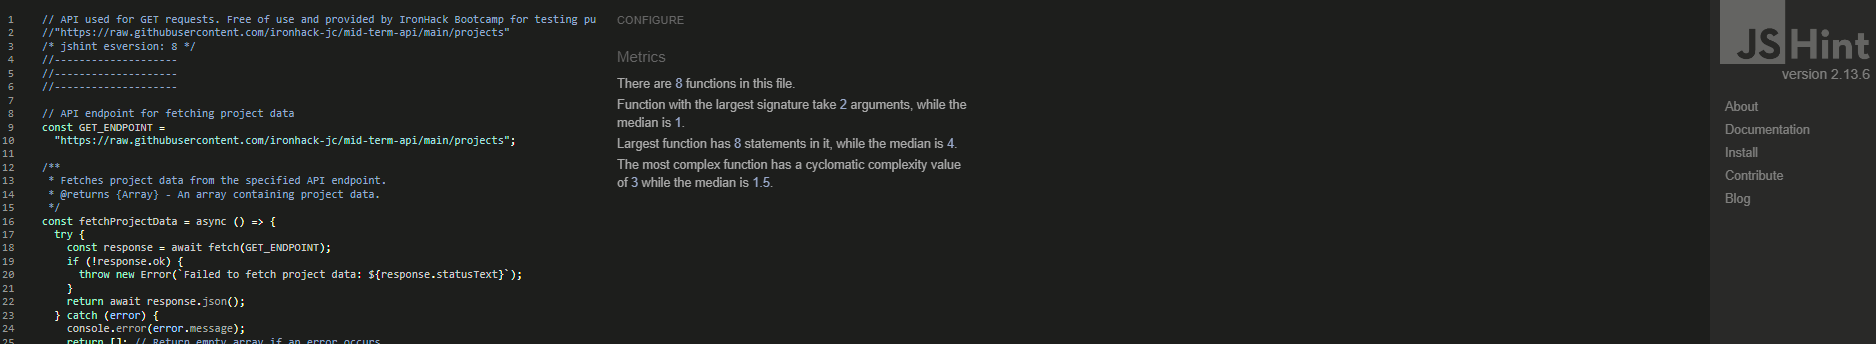 1 // API used for GET requests. Free of use and provided by IronHack Bootcamp for testing pu
2 //"https://raw.githubusercontent.com/ironhack-jc/mid-term-api/main/projects"
3 /* jshint esversion: 8 */
4 //--------------------
5 //--------------------
6 //--------------------
7
8 // API endpoint for fetching project data
9 const GET_ENDPOINT =
10 "https://raw.githubusercontent.com/ironhack-jc/mid-term-api/main/projects";
11
12 /**
13 * Fetches project data from the specified API endpoint.
14 * @returns {Array} - An array containing project data.
15 */
16 const fetchProjectData = async () => {
17 try {
18 const response = await fetch(GET_ENDPOINT);
19 if (!response.ok) {
20 throw new Error(`Failed to fetch project data: ${response.statusText}`);
21 }
22 return await response.json();
23 } catch (error) {
24 console.error(error.message);
25 return []; // Return empty array if an error occurs
CONFIGURE
Metrics
There are 8 functions in this file.
Function with the largest signature take 2 arguments, while the
median is 1.
Largest function has 8 statements in it, while the median is 4.
The most complex function has a cyclomatic complexity value
of 3 while the median is 1.5.
JSHint
version 2.13.6
About
Documentation
Install
Contribute
Blog